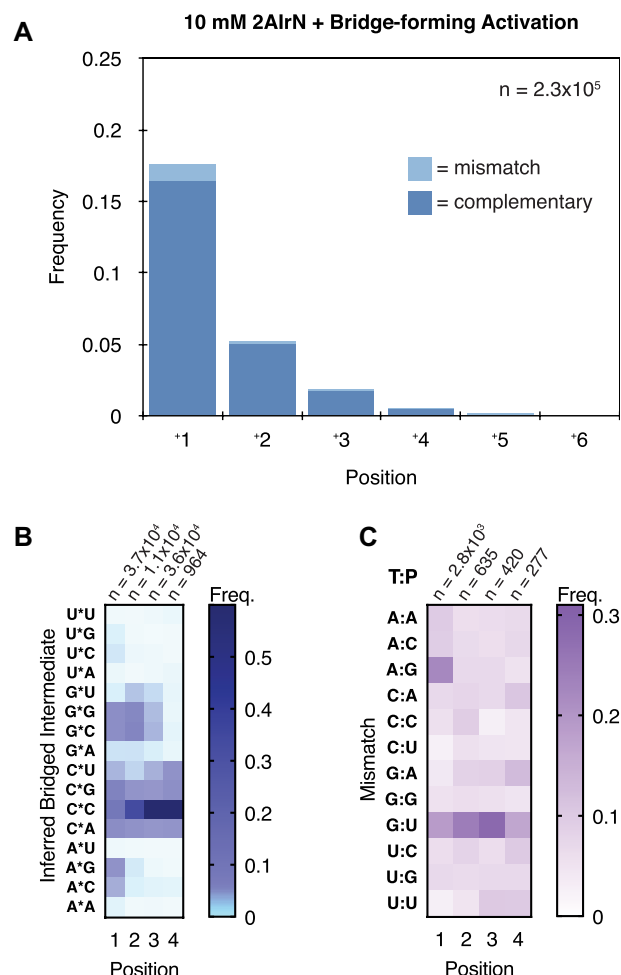 A
10 mM 2AIrN + Bridge-forming Activation
0.25
0.2
0.15
0.1
0.05
0
Frequency
n = 2.3x10⁵
= mismatch
= complementary
⁺1 ⁺2 ⁺3 ⁺4 ⁺5 ⁺6
Position
B
n = 3.7x10⁴
n = 1.1x10⁴
n = 3.6x10⁴
n = 964
Freq.
Inferred Bridged Intermediate
U*U
U*G
U*C
U*A
G*U
G*G
G*C
G*A
C*U
C*G
C*C
C*A
A*U
A*G
A*C
A*A
0.5
0.4
0.3
0.2
0.1
0
1 2 3 4
Position
C
T:P
n = 2.8x10³
n = 635
n = 420
n = 277
Freq.
Mismatch
A:A
A:C
A:G
C:A
C:C
C:U
G:A
G:G
G:U
U:C
U:G
U:U
0.3
0.2
0.1
0
1 2 3 4
Position